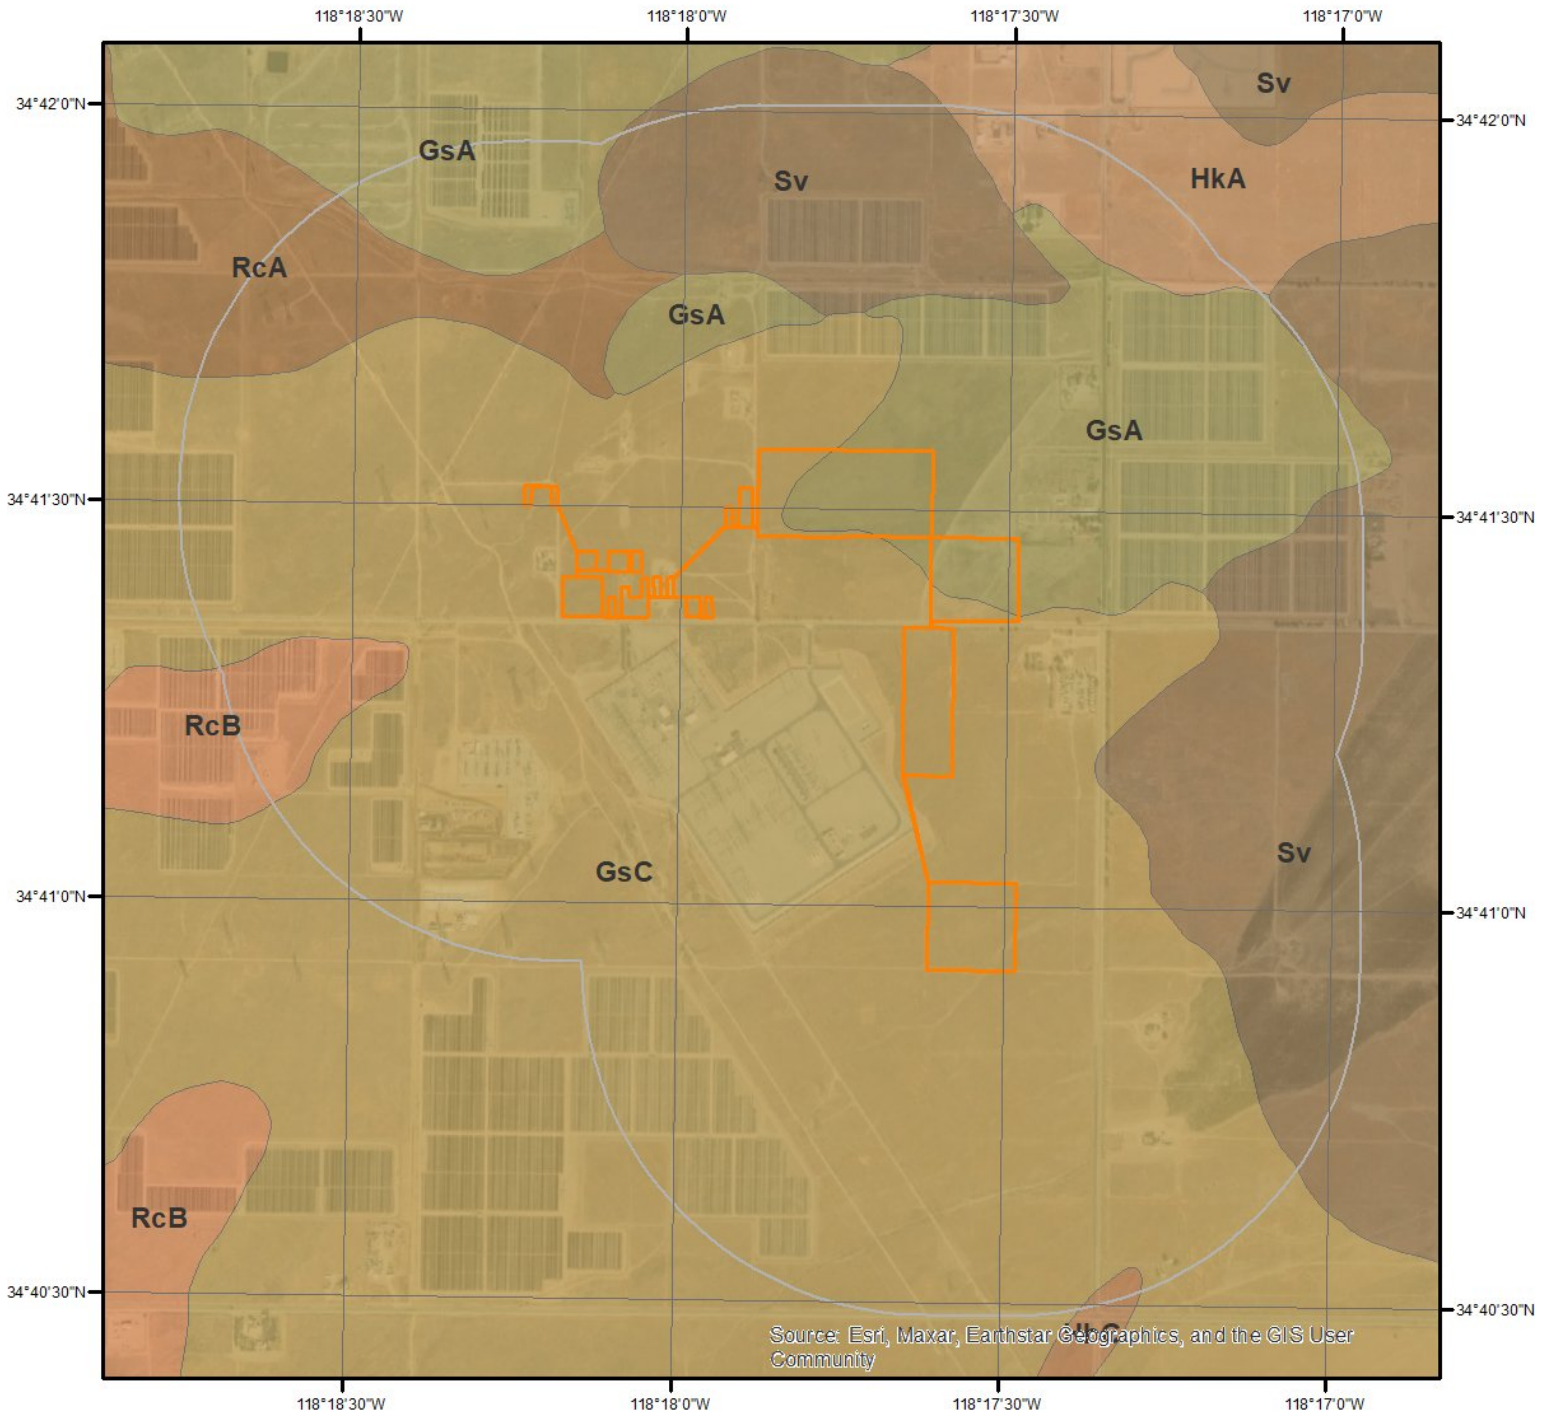 118°18'30"W
118°18'0"W
118°17'30"W
118°17'0"W
34°42'0"N
34°42'0"N
Sv
GsA
Sv
HkA
RcA
GsA
GsA
34°41'30"N
34°41'30"N
RcB
Sv
GsC
34°41'0"N
34°41'0"N
RcB
34°40'30"N
34°40'30"N
Source: Esri, Maxar, Earthstar Geographics, and the GIS User
Community
118°18'30"W
118°18'0"W
118°17'30"W
118°17'0"W